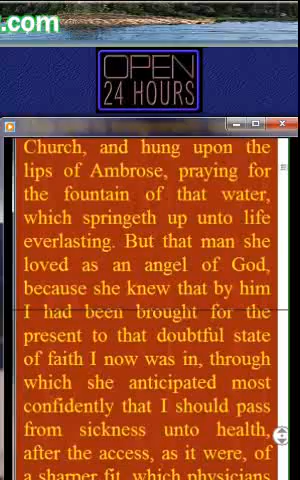 .com
OPEN
24 HOURS
Church, and hung upon the
lips of Ambrose, praying for
the fountain of that water,
which springeth up unto life
everlasting. But that man she
loved as an angel of God,
because she knew that by him
I had been brought for the
present to that doubtful state
of faith I now was in, through
which she anticipated most
confidently that I should pass
from sickness unto health,
after the access, as it were, of
a sharper fit, which physicians